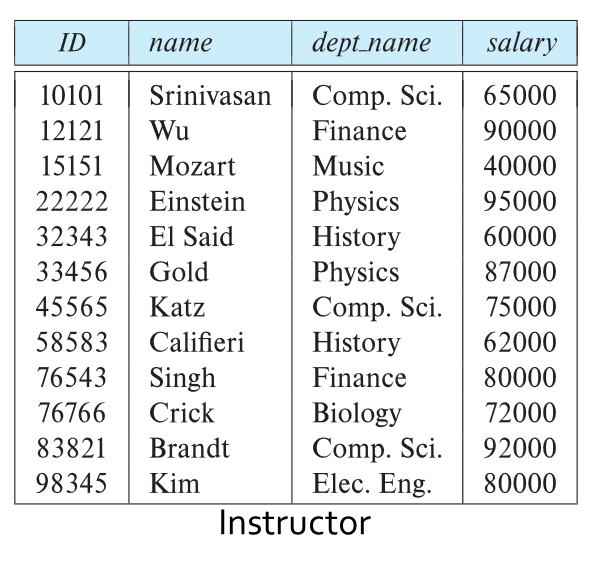 ID name dept_name salary
10101 Srinivasan Comp. Sci. 65000
12121 Wu Finance 90000
15151 Mozart Music 40000
22222 Einstein Physics 95000
32343 El Said History 60000
33456 Gold Physics 87000
45565 Katz Comp. Sci. 75000
58583 Califieri History 62000
76543 Singh Finance 80000
76766 Crick Biology 72000
83821 Brandt Comp. Sci. 92000
98345 Kim Elec. Eng. 80000
Instructor